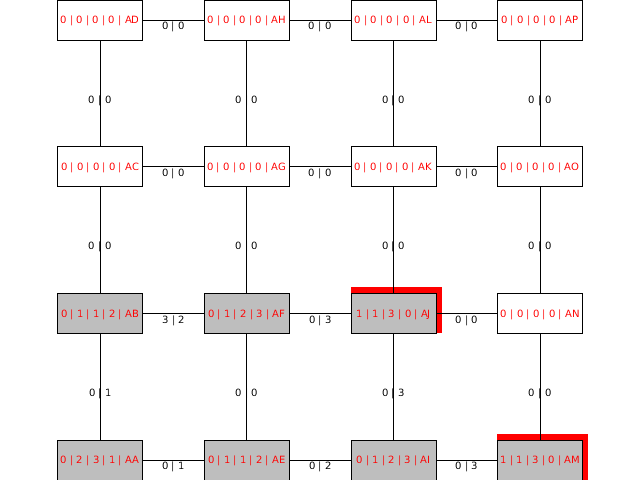 0 | 0 | 0 | 0 | AD 0 | 0 0 | 0 | 0 | 0 | AH 0 | 0 0 | 0 | 0 | 0 | AL 0 | 0 0 | 0 | 0 | 0 | AP
0 | 0 0 | 0 0 | 0 0 | 0
0 | 0 | 0 | 0 | AC 0 | 0 0 | 0 | 0 | 0 | AG 0 | 0 0 | 0 | 0 | 0 | AK 0 | 0 0 | 0 | 0 | 0 | AO
0 | 0 0 | 0 0 | 0 0 | 0
0 | 1 | 1 | 2 | AB 3 | 2 0 | 1 | 2 | 3 | AF 0 | 3 1 | 1 | 3 | 0 | AJ 0 | 0 0 | 0 | 0 | 0 | AN
0 | 1 0 | 0 0 | 3 0 | 0
0 | 2 | 3 | 1 | AA 0 | 1 0 | 1 | 1 | 2 | AE 0 | 2 0 | 1 | 2 | 3 | AI 0 | 3 1 | 1 | 3 | 0 | AM